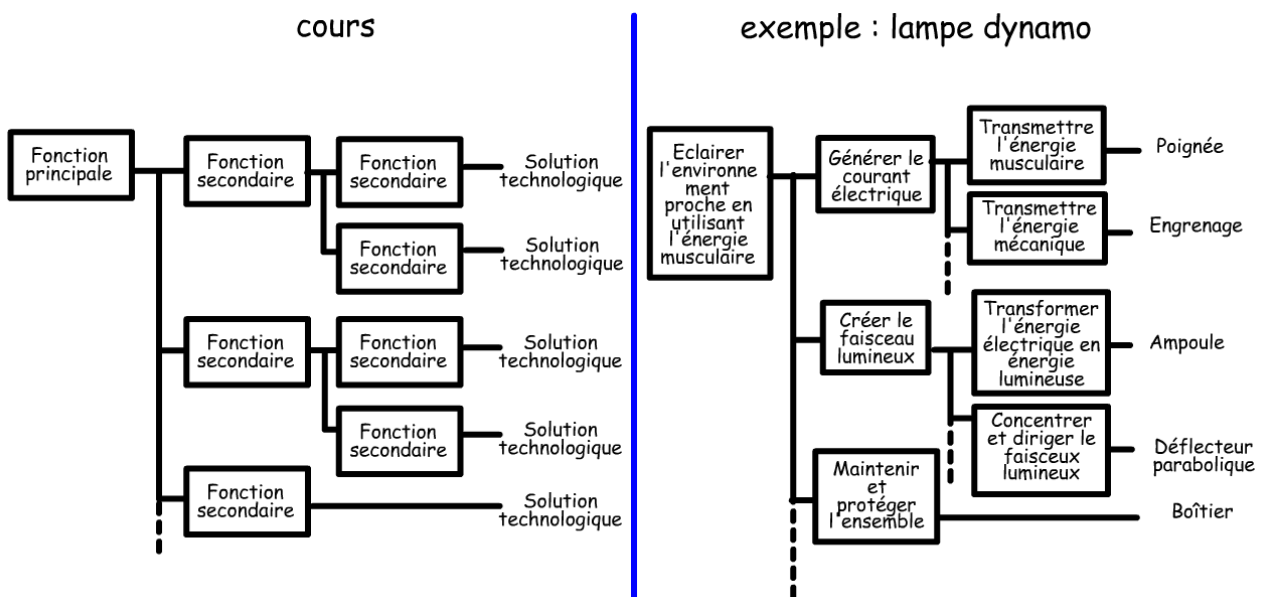 cours
Fonction
principale
Fonction
secondaire
Fonction
secondaire
Solution
technologique
Fonction
secondaire
Solution
technologique
Fonction
secondaire
Fonction
secondaire
Solution
technologique
Fonction
secondaire
Solution
technologique
Fonction
secondaire
Solution
technologique
exemple : lampe dynamo
Eclairer
l'environne
ment
proche en
utilisant
l'énergie
musculaire
Générer le
courant
électrique
Transmettre
l'énergie
musculaire
Poignée
Transmettre
l'énergie
mécanique
Engrenage
Créer le
faisceau
lumineux
Transformer
l'énergie
électrique en
énergie
lumineuse
Ampoule
Concentrer
et diriger le
faisceux
lumineux
Déflecteur
parabolique
Maintenir
et
protéger
l'ensemble
Boîtier